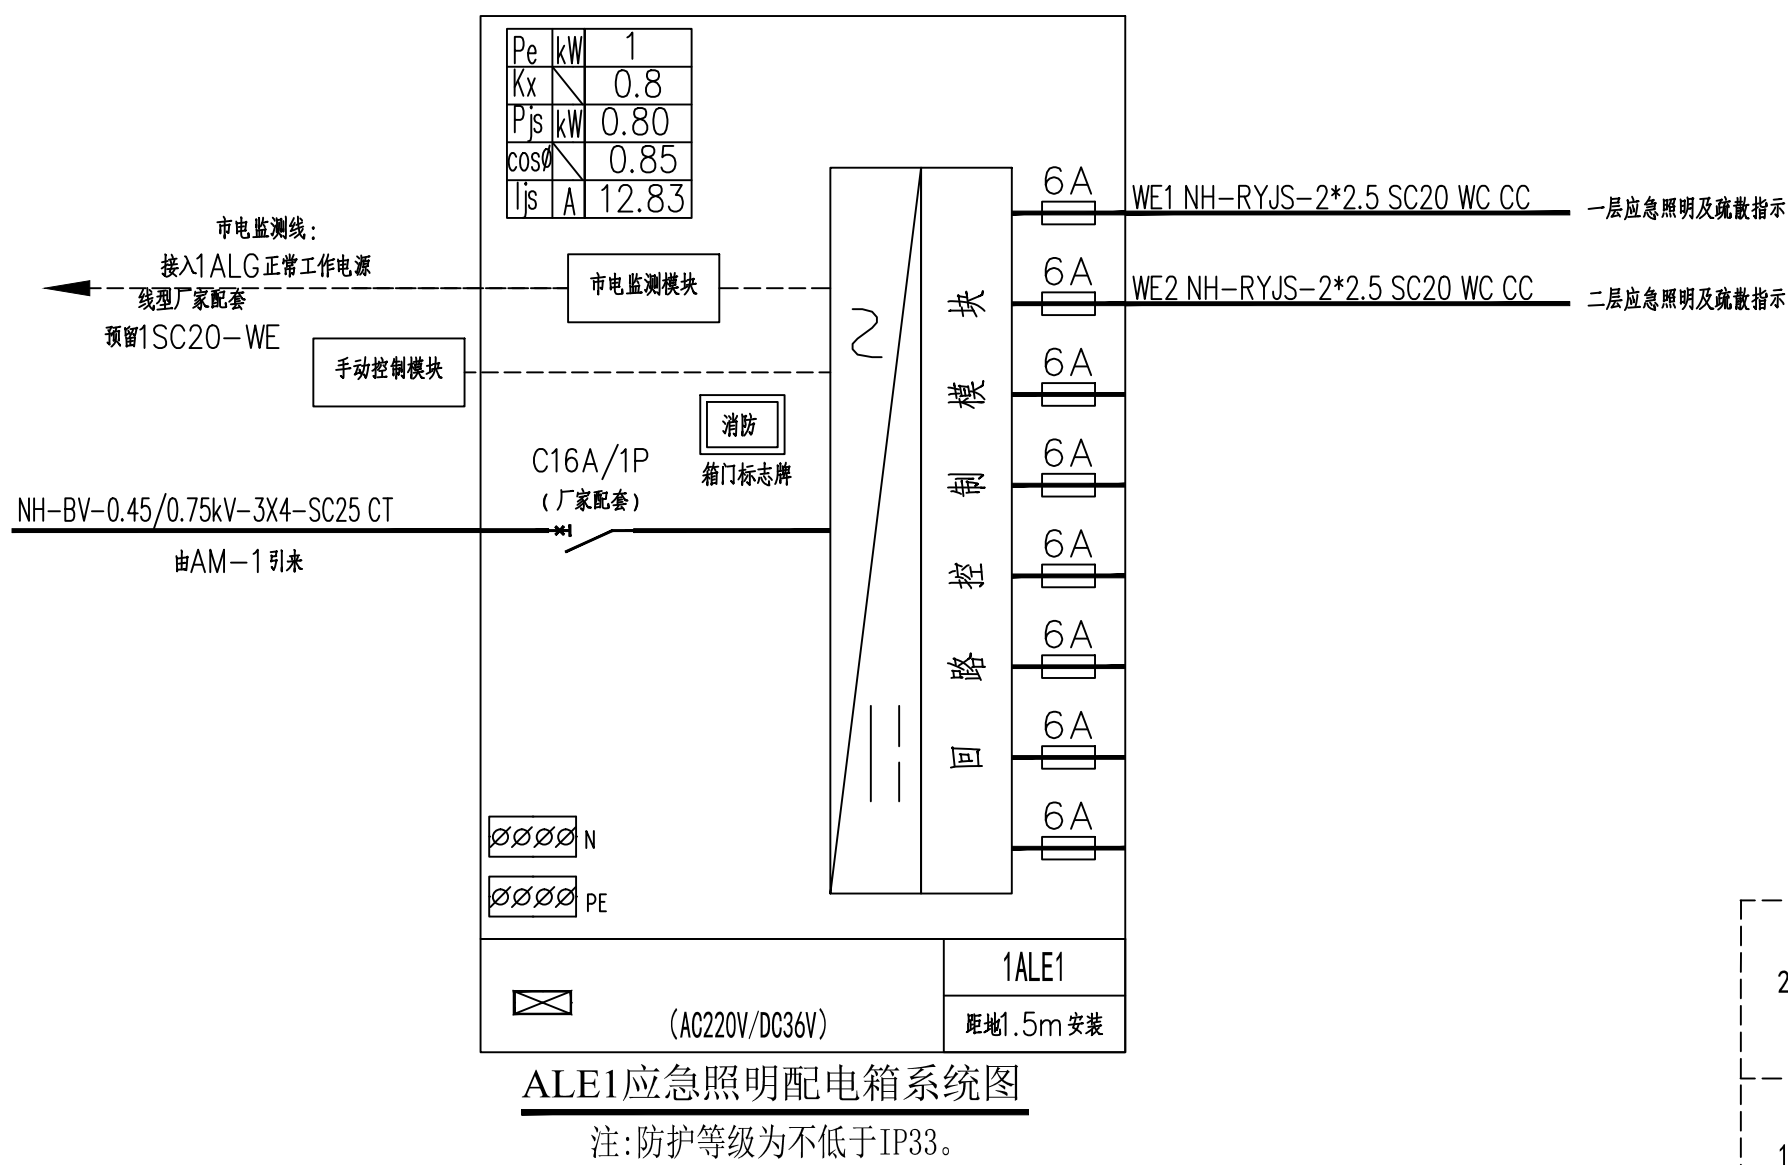 Pe kW 1
Kx 0.8
Pjs kW 0.80
cosø 0.85
Ijs A 12.83
市电监测线：
接入1ALG正常工作电源
线型厂家配套
预留1SC20-WE
市电监测模块
手动控制模块
消防
箱门标志牌
C16A/1P
(厂家配套)
NH-BV-0.45/0.75kV-3X4-SC25 CT
由AM-1引来
回路控制模块
6A
WE1 NH-RYJS-2*2.5 SC20 WC CC
一层应急照明及疏散指示
6A
WE2 NH-RYJS-2*2.5 SC20 WC CC
二层应急照明及疏散指示
6A
6A
6A
6A
6A
6A
N
PE
(AC220V/DC36V)
1ALE1
距地1.5m安装
ALE1应急照明配电箱系统图
注:防护等级为不低于IP33。
2
1